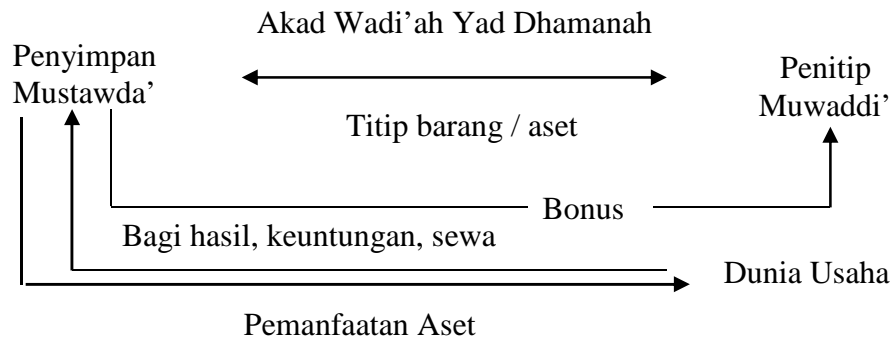 Akad Wadi’ah Yad Dhamanah
Penyimpan
Mustawda’
Penitip
Muwaddi’
Titip barang / aset
Bonus
Bagi hasil, keuntungan, sewa
Dunia Usaha
Pemanfaatan Aset